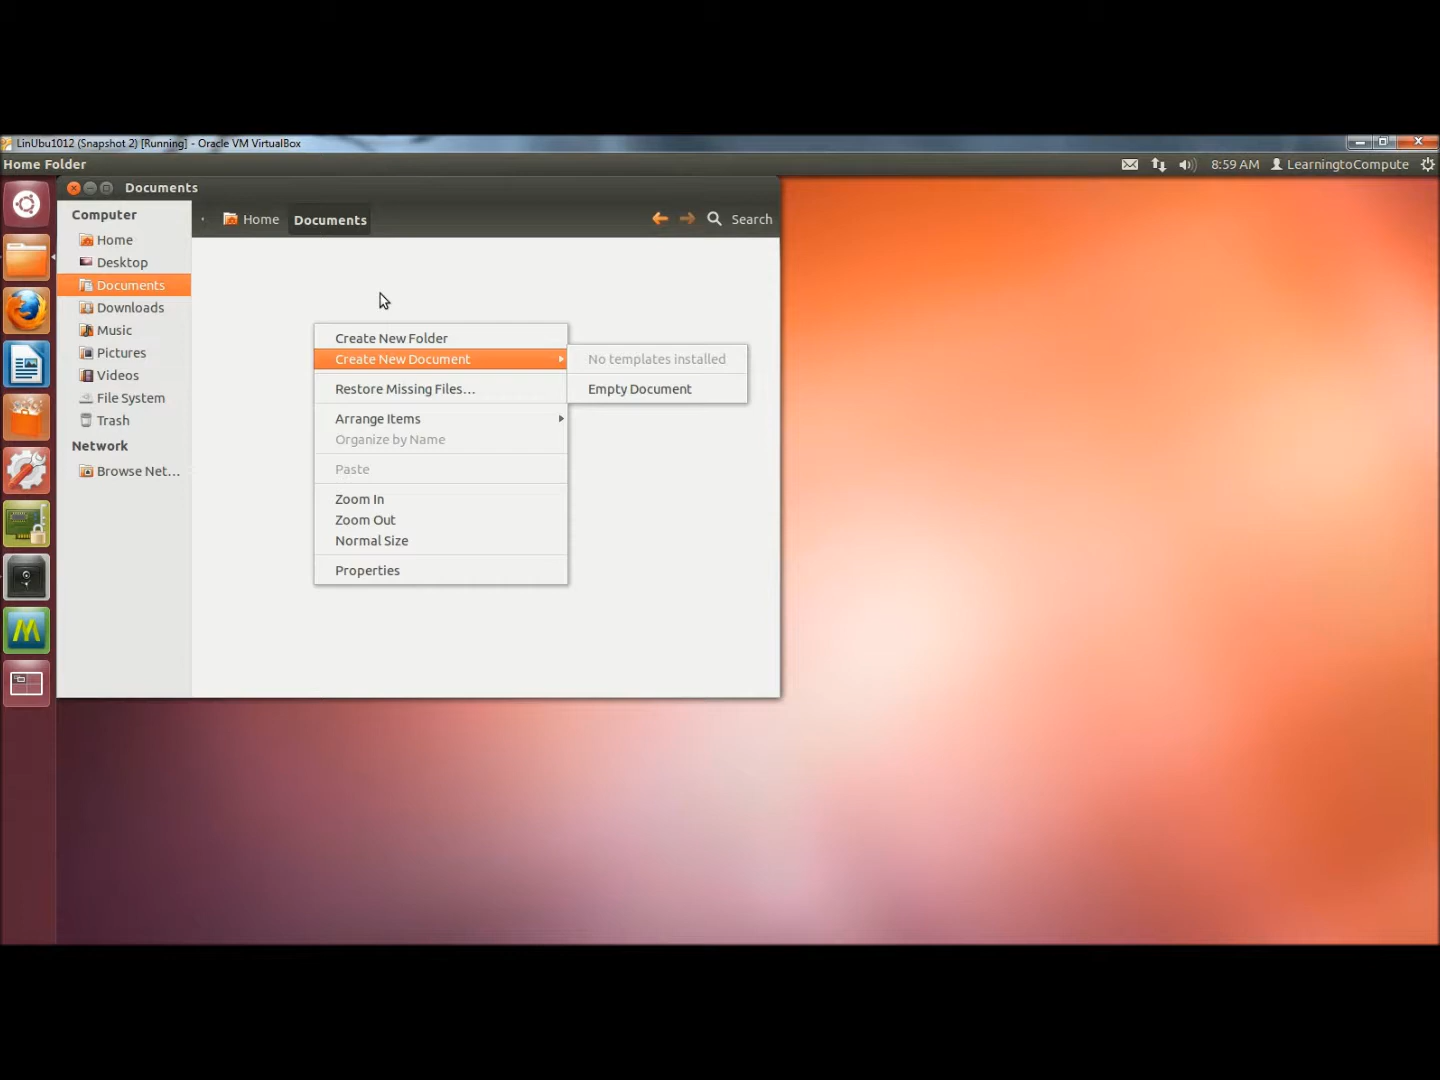 LinUbu1012 (Snapshot 2) [Running] - Oracle VM VirtualBox
Home Folder
8:59 AM
LearningtoCompute
Documents
Computer
Home
Desktop
Documents
Downloads
Music
Pictures
Videos
File System
Trash
Network
Browse Net...
Home
Documents
Search
Create New Folder
Create New Document
Restore Missing Files...
Arrange Items
Organize by Name
Paste
Zoom In
Zoom Out
Normal Size
Properties
No templates installed
Empty Document